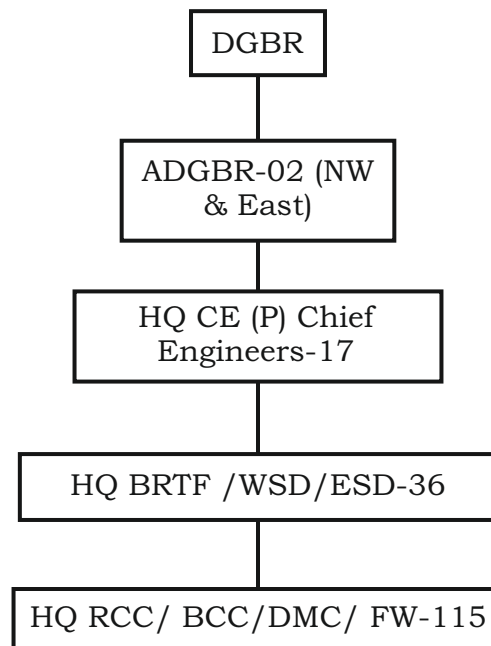 DGBR
ADGBR-02 (NW
& East)
HQ CE (P) Chief
Engineers-17
HQ BRTF /WSD/ESD-36
HQ RCC/ BCC/DMC/ FW-115